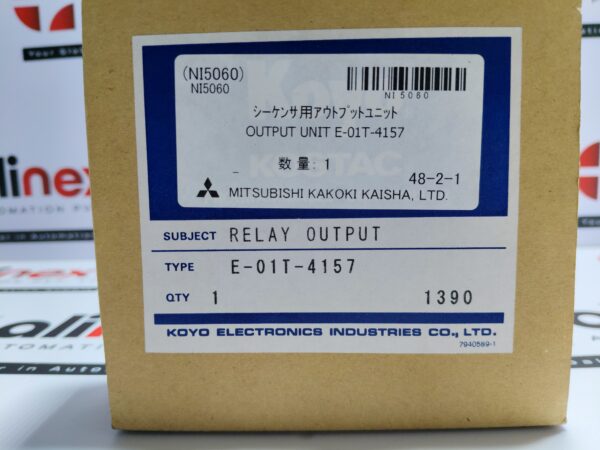 (NI5060)
NI5060
NI5060
シーケンサ用アウトプットユニット
OUTPUT UNIT E-01T-4157
数量: 1
48-2-1
MITSUBISHI KAKOKI KAISHA, LTD.
SUBJECT RELAY OUTPUT
TYPE E-01T-4157
QTY 1 1390
KOYO ELECTRONICS INDUSTRIES CO., LTD.
7940569-1